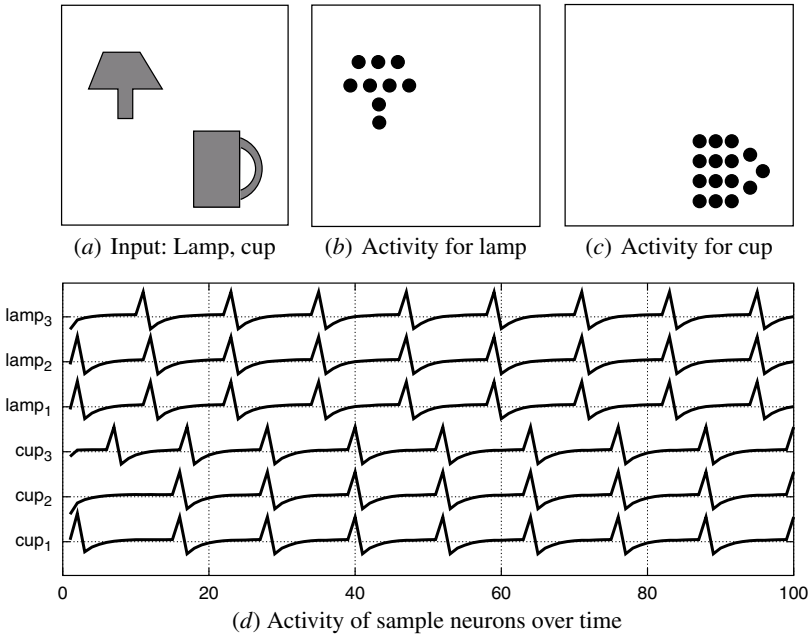 (a) Input: Lamp, cup
(b) Activity for lamp
(c) Activity for cup
lamp₃
lamp₂
lamp₁
cup₃
cup₂
cup₁
0 20 40 60 80 100
(d) Activity of sample neurons over time